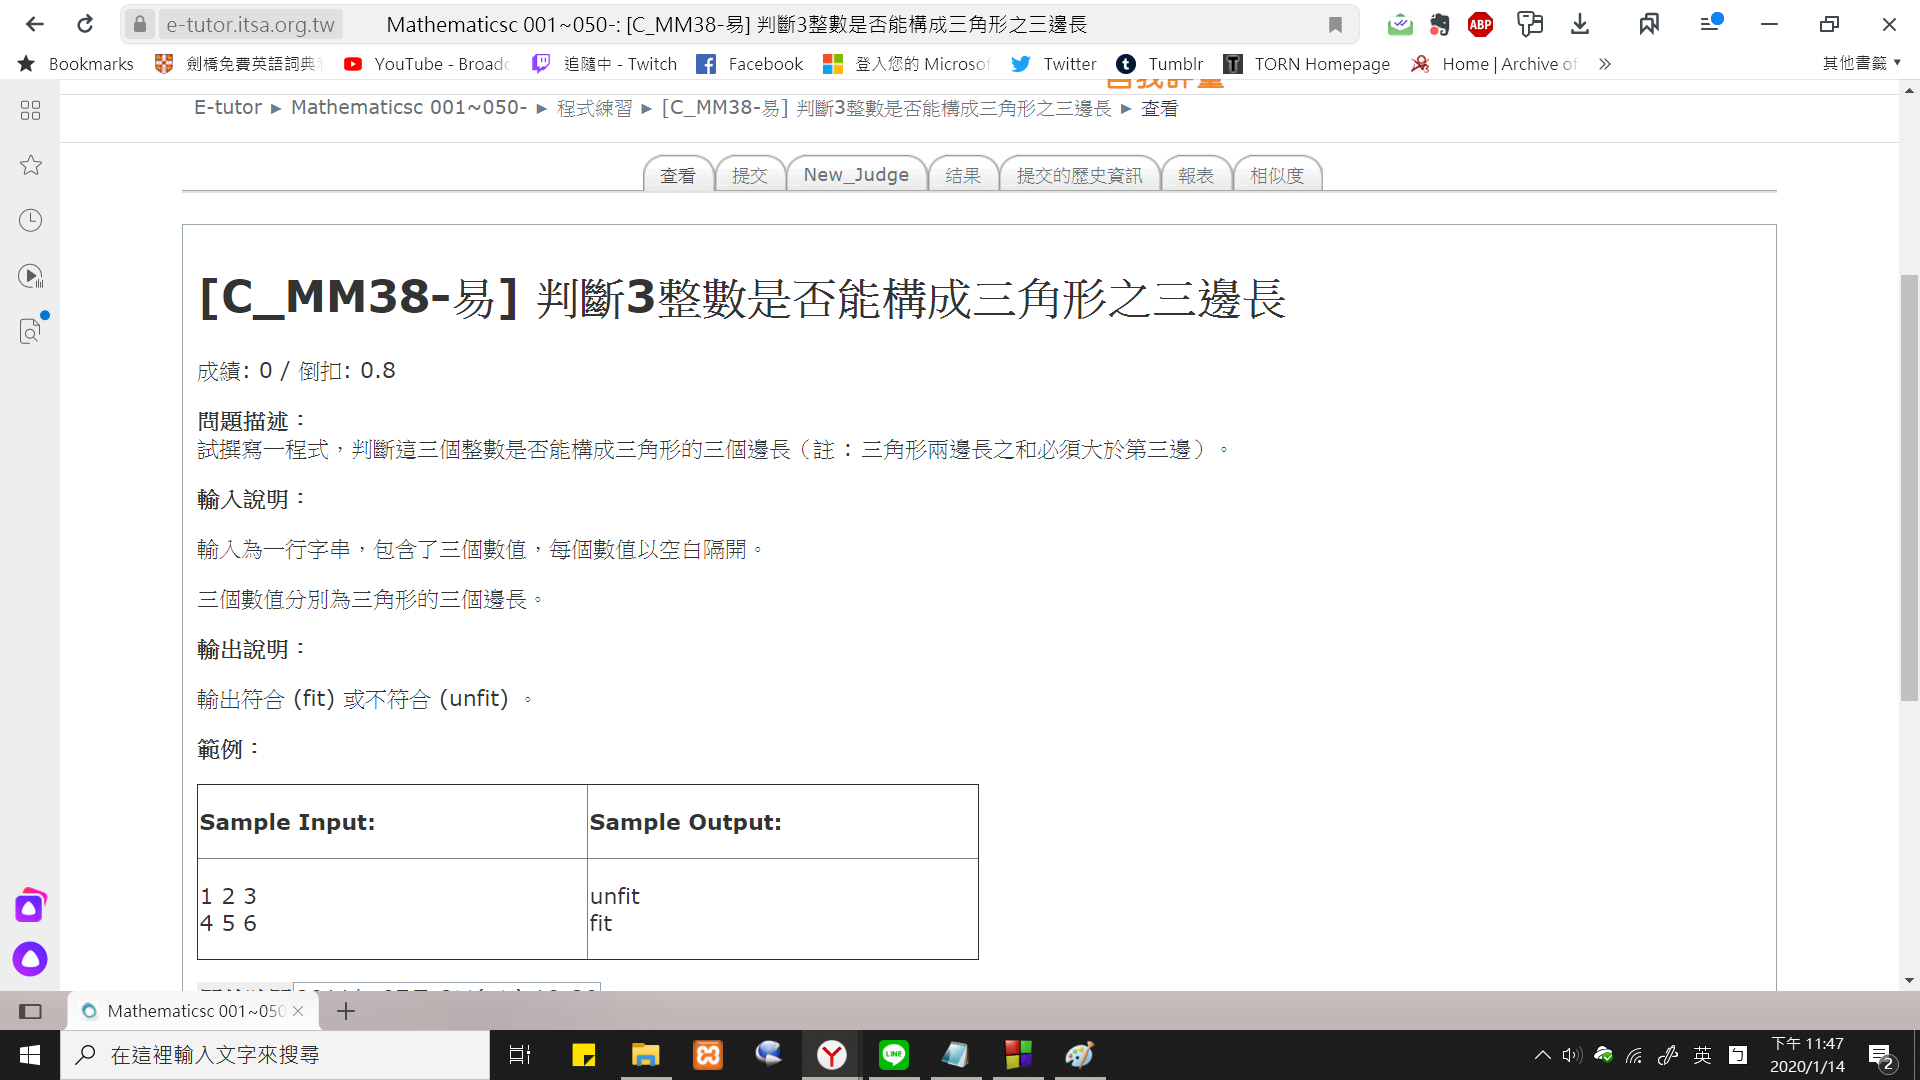 e-tutor.itsa.org.tw
Mathematicsc 001~050-: [C_MM38-易] 判斷3整數是否能構成三角形之三邊長
ABP
Bookmarks
劍橋免費英語詞典
YouTube - Broadc
追隨中 - Twitch
Facebook
登入您的 Microsof
Twitter
Tumblr
TORN Homepage
Home | Archive of
其他書籤
自我評量
E-tutor ► Mathematicsc 001~050- ► 程式練習 ► [C_MM38-易] 判斷3整數是否能構成三角形之三邊長 ► 查看
查看
提交
New_Judge
结果
提交的歷史資訊
報表
相似度
[C_MM38-易] 判斷3整數是否能構成三角形之三邊長
成績: 0 / 倒扣: 0.8
問題描述：
試撰寫一程式，判斷這三個整數是否能構成三角形的三個邊長（註：三角形兩邊長之和必須大於第三邊）。
輸入說明：
輸入為一行字串，包含了三個數值，每個數值以空白隔開。
三個數值分別為三角形的三個邊長。
輸出說明：
輸出符合 (fit) 或不符合 (unfit) 。
範例：
Sample Input:
Sample Output:
1 2 3
4 5 6
unfit
fit
Mathematicsc 001~050
在這裡輸入文字來搜尋
LINE
英
下午 11:47
2020/1/14
2